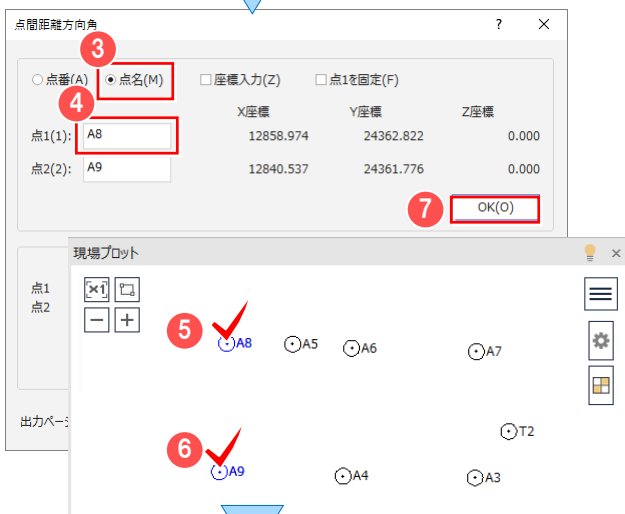 点間距離方向角 ? ×
3
点番(A) 点名(M) 座標入力(Z) 点1を固定(F)
4
X座標 Y座標 Z座標
点1(1): A8 12858.974 24362.822 0.000
点2(2): A9 12840.537 24361.776 0.000
7 OK(O)
現場プロット ×
点1
点2
×1
5
A8 A5 A6 A7
T2
6
A9 A4 A3
出力ペー